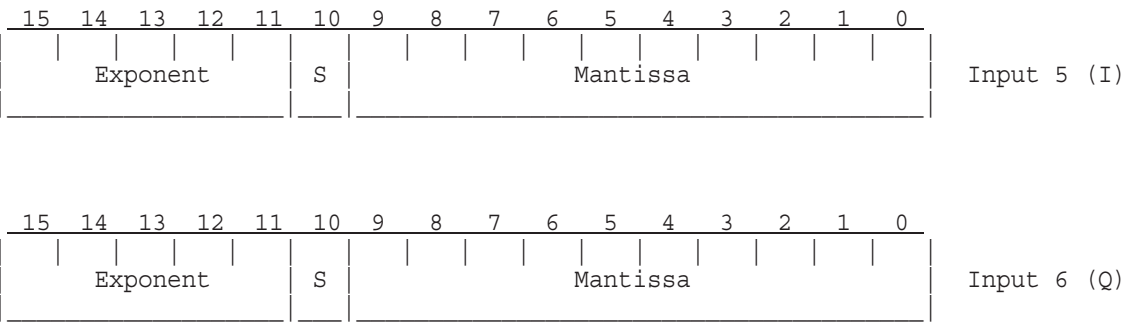 15 14 13 12 11 10 9 8 7 6 5 4 3 2 1 0
Exponent S Mantissa Input 5 (I)
15 14 13 12 11 10 9 8 7 6 5 4 3 2 1 0
Exponent S Mantissa Input 6 (Q)